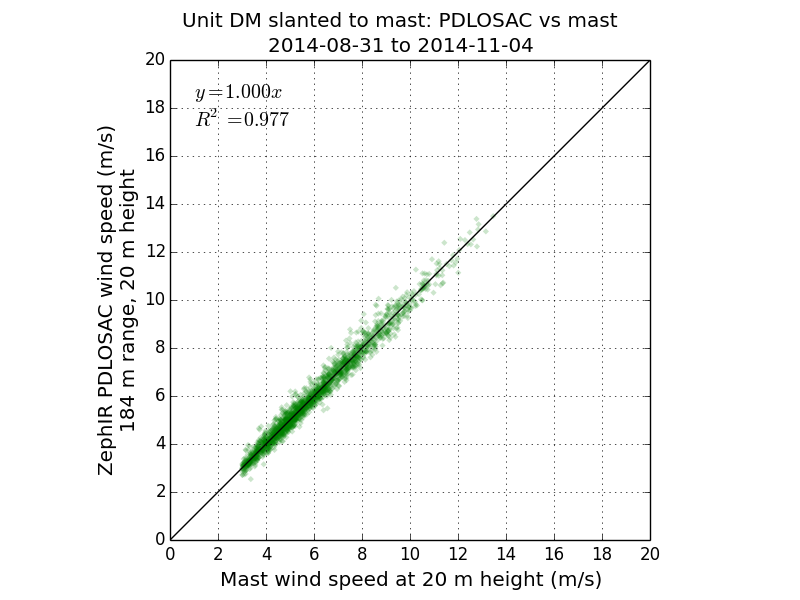 Unit DM slanted to mast: PDLOSAC vs mast
2014-08-31 to 2014-11-04
y=1.000x
R² =0.977
ZephIR PDLOSAC wind speed (m/s)
184 m range, 20 m height
20
18
16
14
12
10
8
6
4
2
0
0 2 4 6 8 10 12 14 16 18 20
Mast wind speed at 20 m height (m/s)